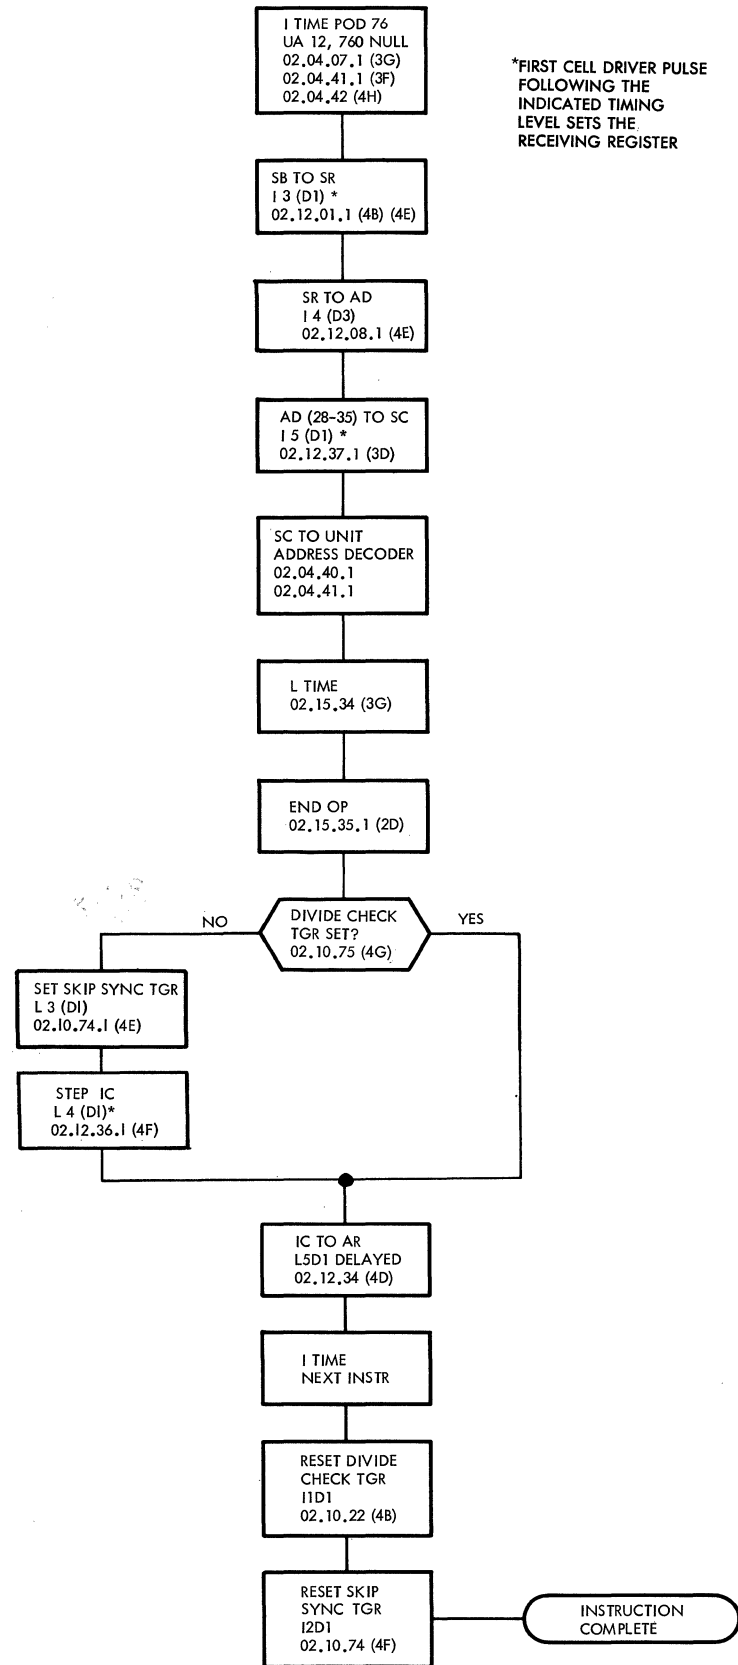 I TIME POD 76
UA 12, 760 NULL
02.04.07.1 (3G)
02.04.41.1 (3F)
02.04.42 (4H)
*FIRST CELL DRIVER PULSE
FOLLOWING THE
INDICATED TIMING
LEVEL SETS THE
RECEIVING REGISTER
SB TO SR
I 3 (D1) *
02.12.01.1 (4B) (4E)
SR TO AD
I 4 (D3)
02.12.08.1 (4E)
AD (28-35) TO SC
I 5 (D1) *
02.12.37.1 (3D)
SC TO UNIT
ADDRESS DECODER
02.04.40.1
02.04.41.1
L TIME
02.15.34 (3G)
END OP
02.15.35.1 (2D)
DIVIDE CHECK
TGR SET?
02.10.75 (4G)
NO
YES
SET SKIP SYNC TGR
L 3 (D1)
02.10.74.1 (4E)
STEP IC
L 4 (D1)*
02.12.36.1 (4F)
IC TO AR
L5D1 DELAYED
02.12.34 (4D)
I TIME
NEXT INSTR
RESET DIVIDE
CHECK TGR
I1D1
02.10.22 (4B)
RESET SKIP
SYNC TGR
I2D1
02.10.74 (4F)
INSTRUCTION
COMPLETE